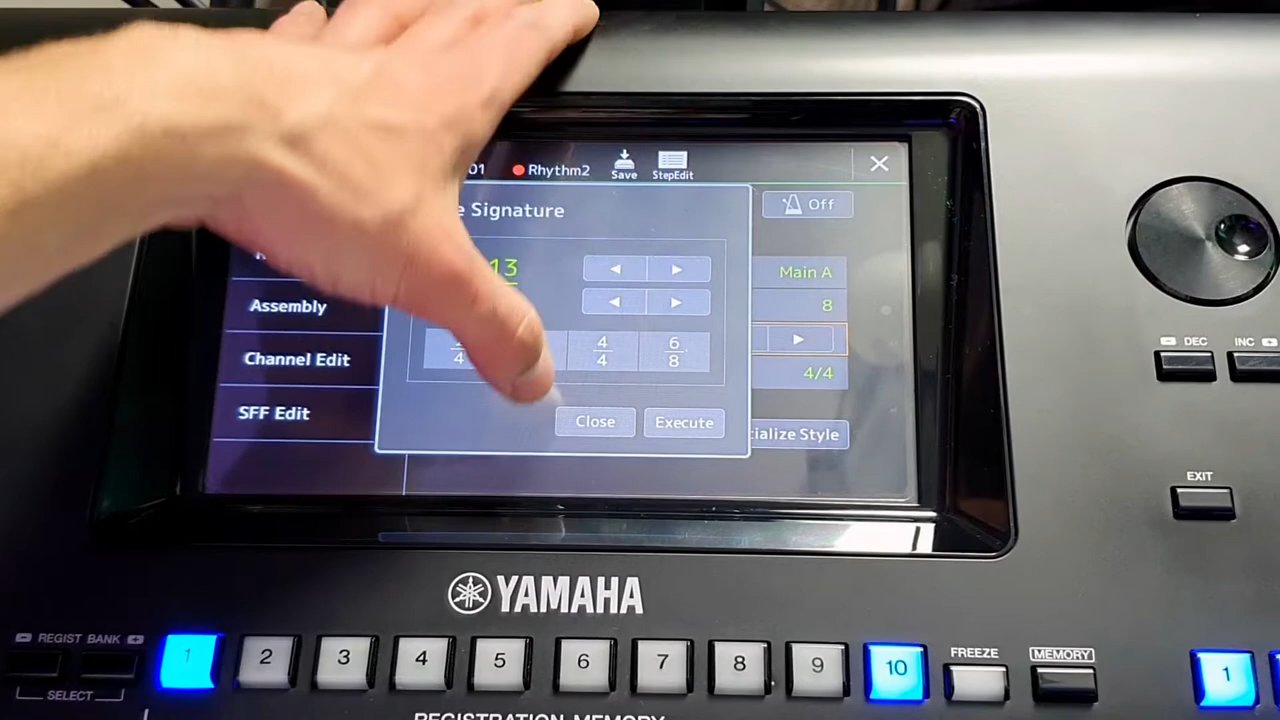 01 Rhythm2 Save StepEdit
e Signature
Off
13
Main A
Assembly
8
4/4 6/8
Channel Edit
4/4
SFF Edit
Close Execute
ialize Style
DEC INC
EXIT
YAMAHA
REGIST BANK
1 2 3 4 5 6 7 8 9 10
FREEZE MEMORY
1
SELECT
REGISTRATION MEMORY